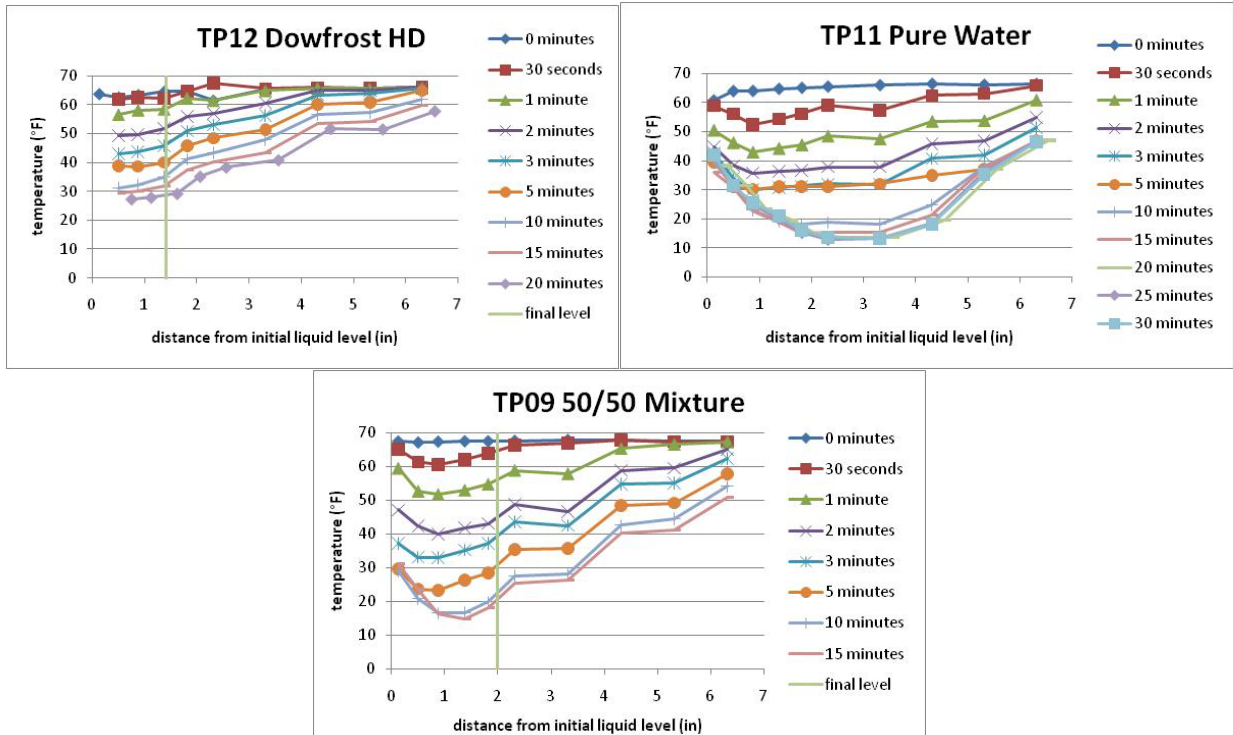 TP12 Dowfrost HD
70
60
50
40
30
20
10
0
temperature (°F)
0 1 2 3 4 5 6 7
distance from initial liquid level (in)
0 minutes
30 seconds
1 minute
2 minutes
3 minutes
5 minutes
10 minutes
15 minutes
20 minutes
final level
TP11 Pure Water
70
60
50
40
30
20
10
0
temperature (°F)
0 1 2 3 4 5 6 7
distance from initial liquid level (in)
0 minutes
30 seconds
1 minute
2 minutes
3 minutes
5 minutes
10 minutes
15 minutes
20 minutes
25 minutes
30 minutes
TP09 50/50 Mixture
70
60
50
40
30
20
10
0
temperature (°F)
0 1 2 3 4 5 6 7
distance from initial liquid level (in)
0 minutes
30 seconds
1 minute
2 minutes
3 minutes
5 minutes
10 minutes
15 minutes
final level